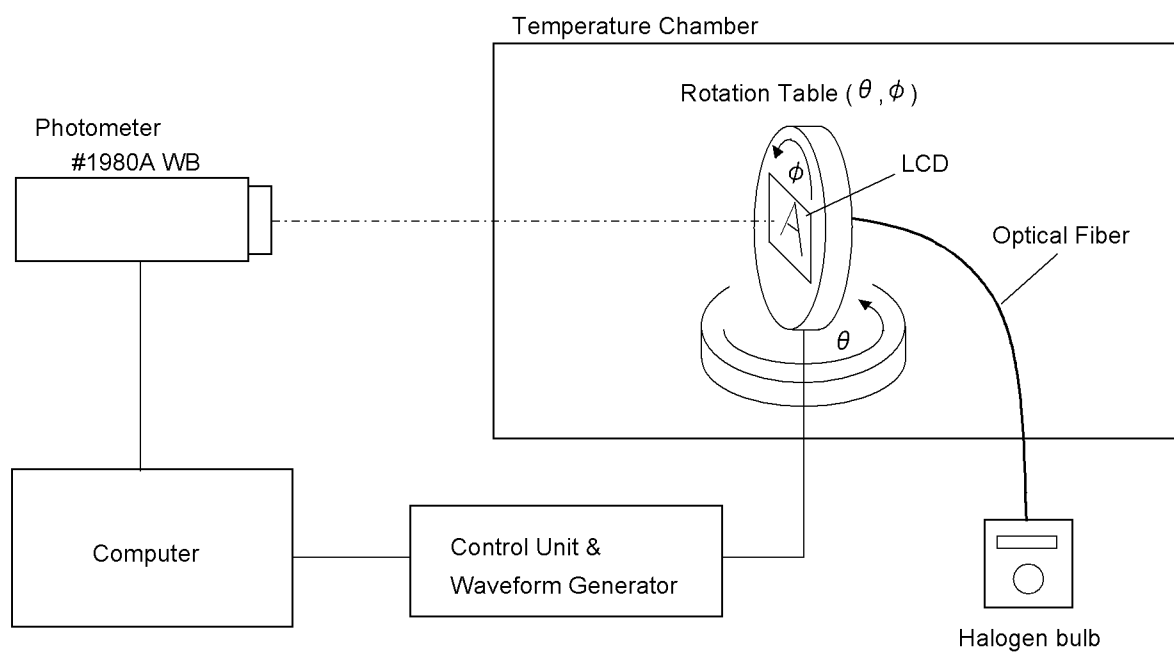 Temperature Chamber
Rotation Table ( θ , ϕ )
Photometer
#1980A WB
ϕ
LCD
A
Optical Fiber
θ
Computer
Control Unit &
Waveform Generator
Halogen bulb